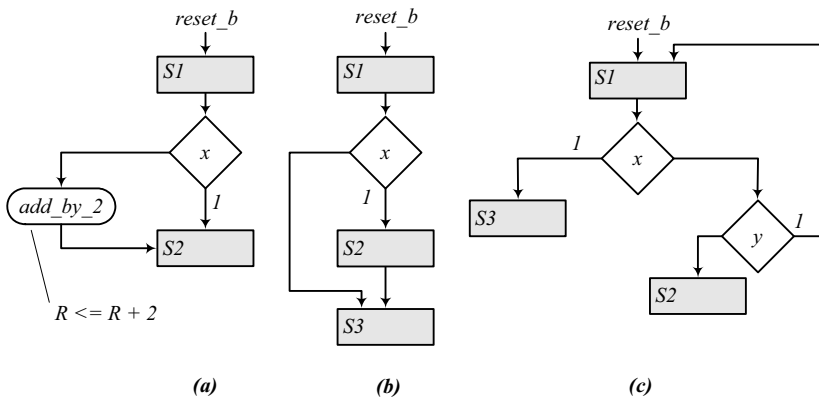 reset_b
S1
x
1
add_by_2
S2
R <= R + 2
(a)
reset_b
S1
x
1
S2
S3
(b)
reset_b
S1
1
x
S3
y
1
S2
(c)